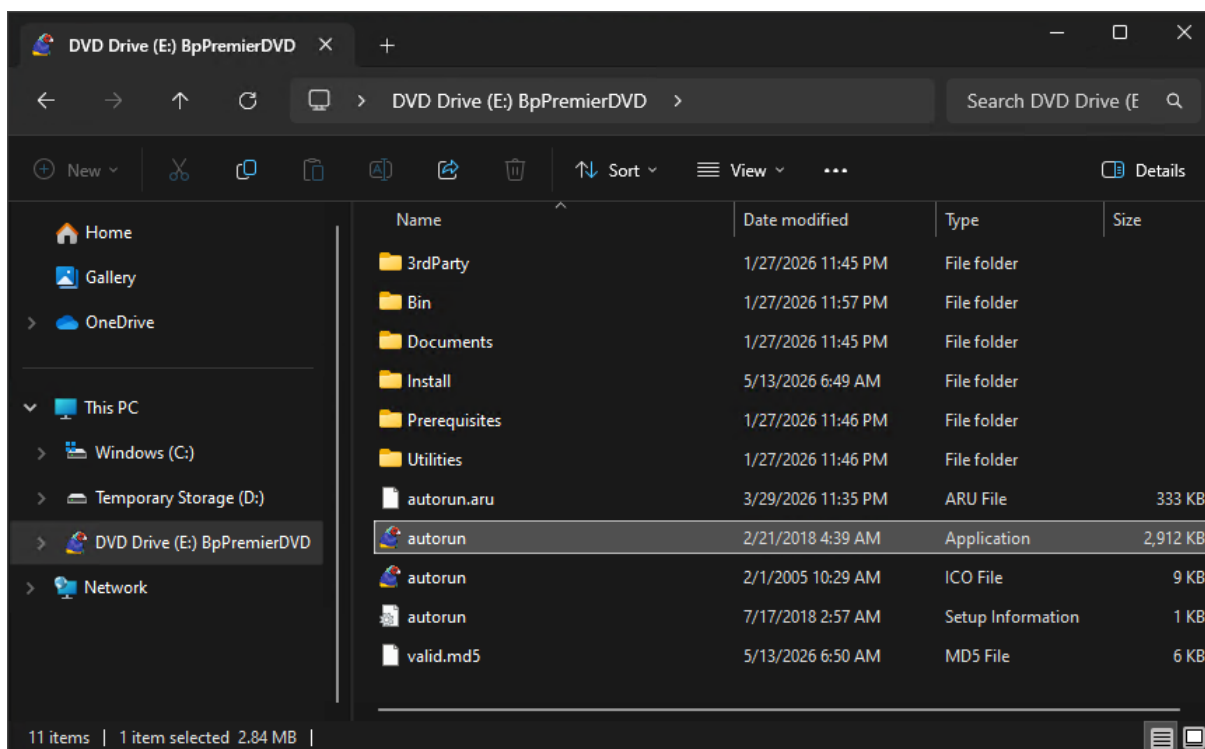 DVD Drive (E:) BpPremierDVD
DVD Drive (E:) BpPremierDVD
Search DVD Drive (E
New
Sort
View
Details
Home
Gallery
OneDrive
This PC
Windows (C:)
Temporary Storage (D:)
DVD Drive (E:) BpPremierDVD
Network
Name Date modified Type Size
3rdParty 1/27/2026 11:45 PM File folder
Bin 1/27/2026 11:57 PM File folder
Documents 1/27/2026 11:45 PM File folder
Install 5/13/2026 6:49 AM File folder
Prerequisites 1/27/2026 11:46 PM File folder
Utilities 1/27/2026 11:46 PM File folder
autorun.aru 3/29/2026 11:35 PM ARU File 333 KB
autorun 2/21/2018 4:39 AM Application 2,912 KB
autorun 2/1/2005 10:29 AM ICO File 9 KB
autorun 7/17/2018 2:57 AM Setup Information 1 KB
valid.md5 5/13/2026 6:50 AM MD5 File 6 KB
11 items | 1 item selected 2.84 MB |